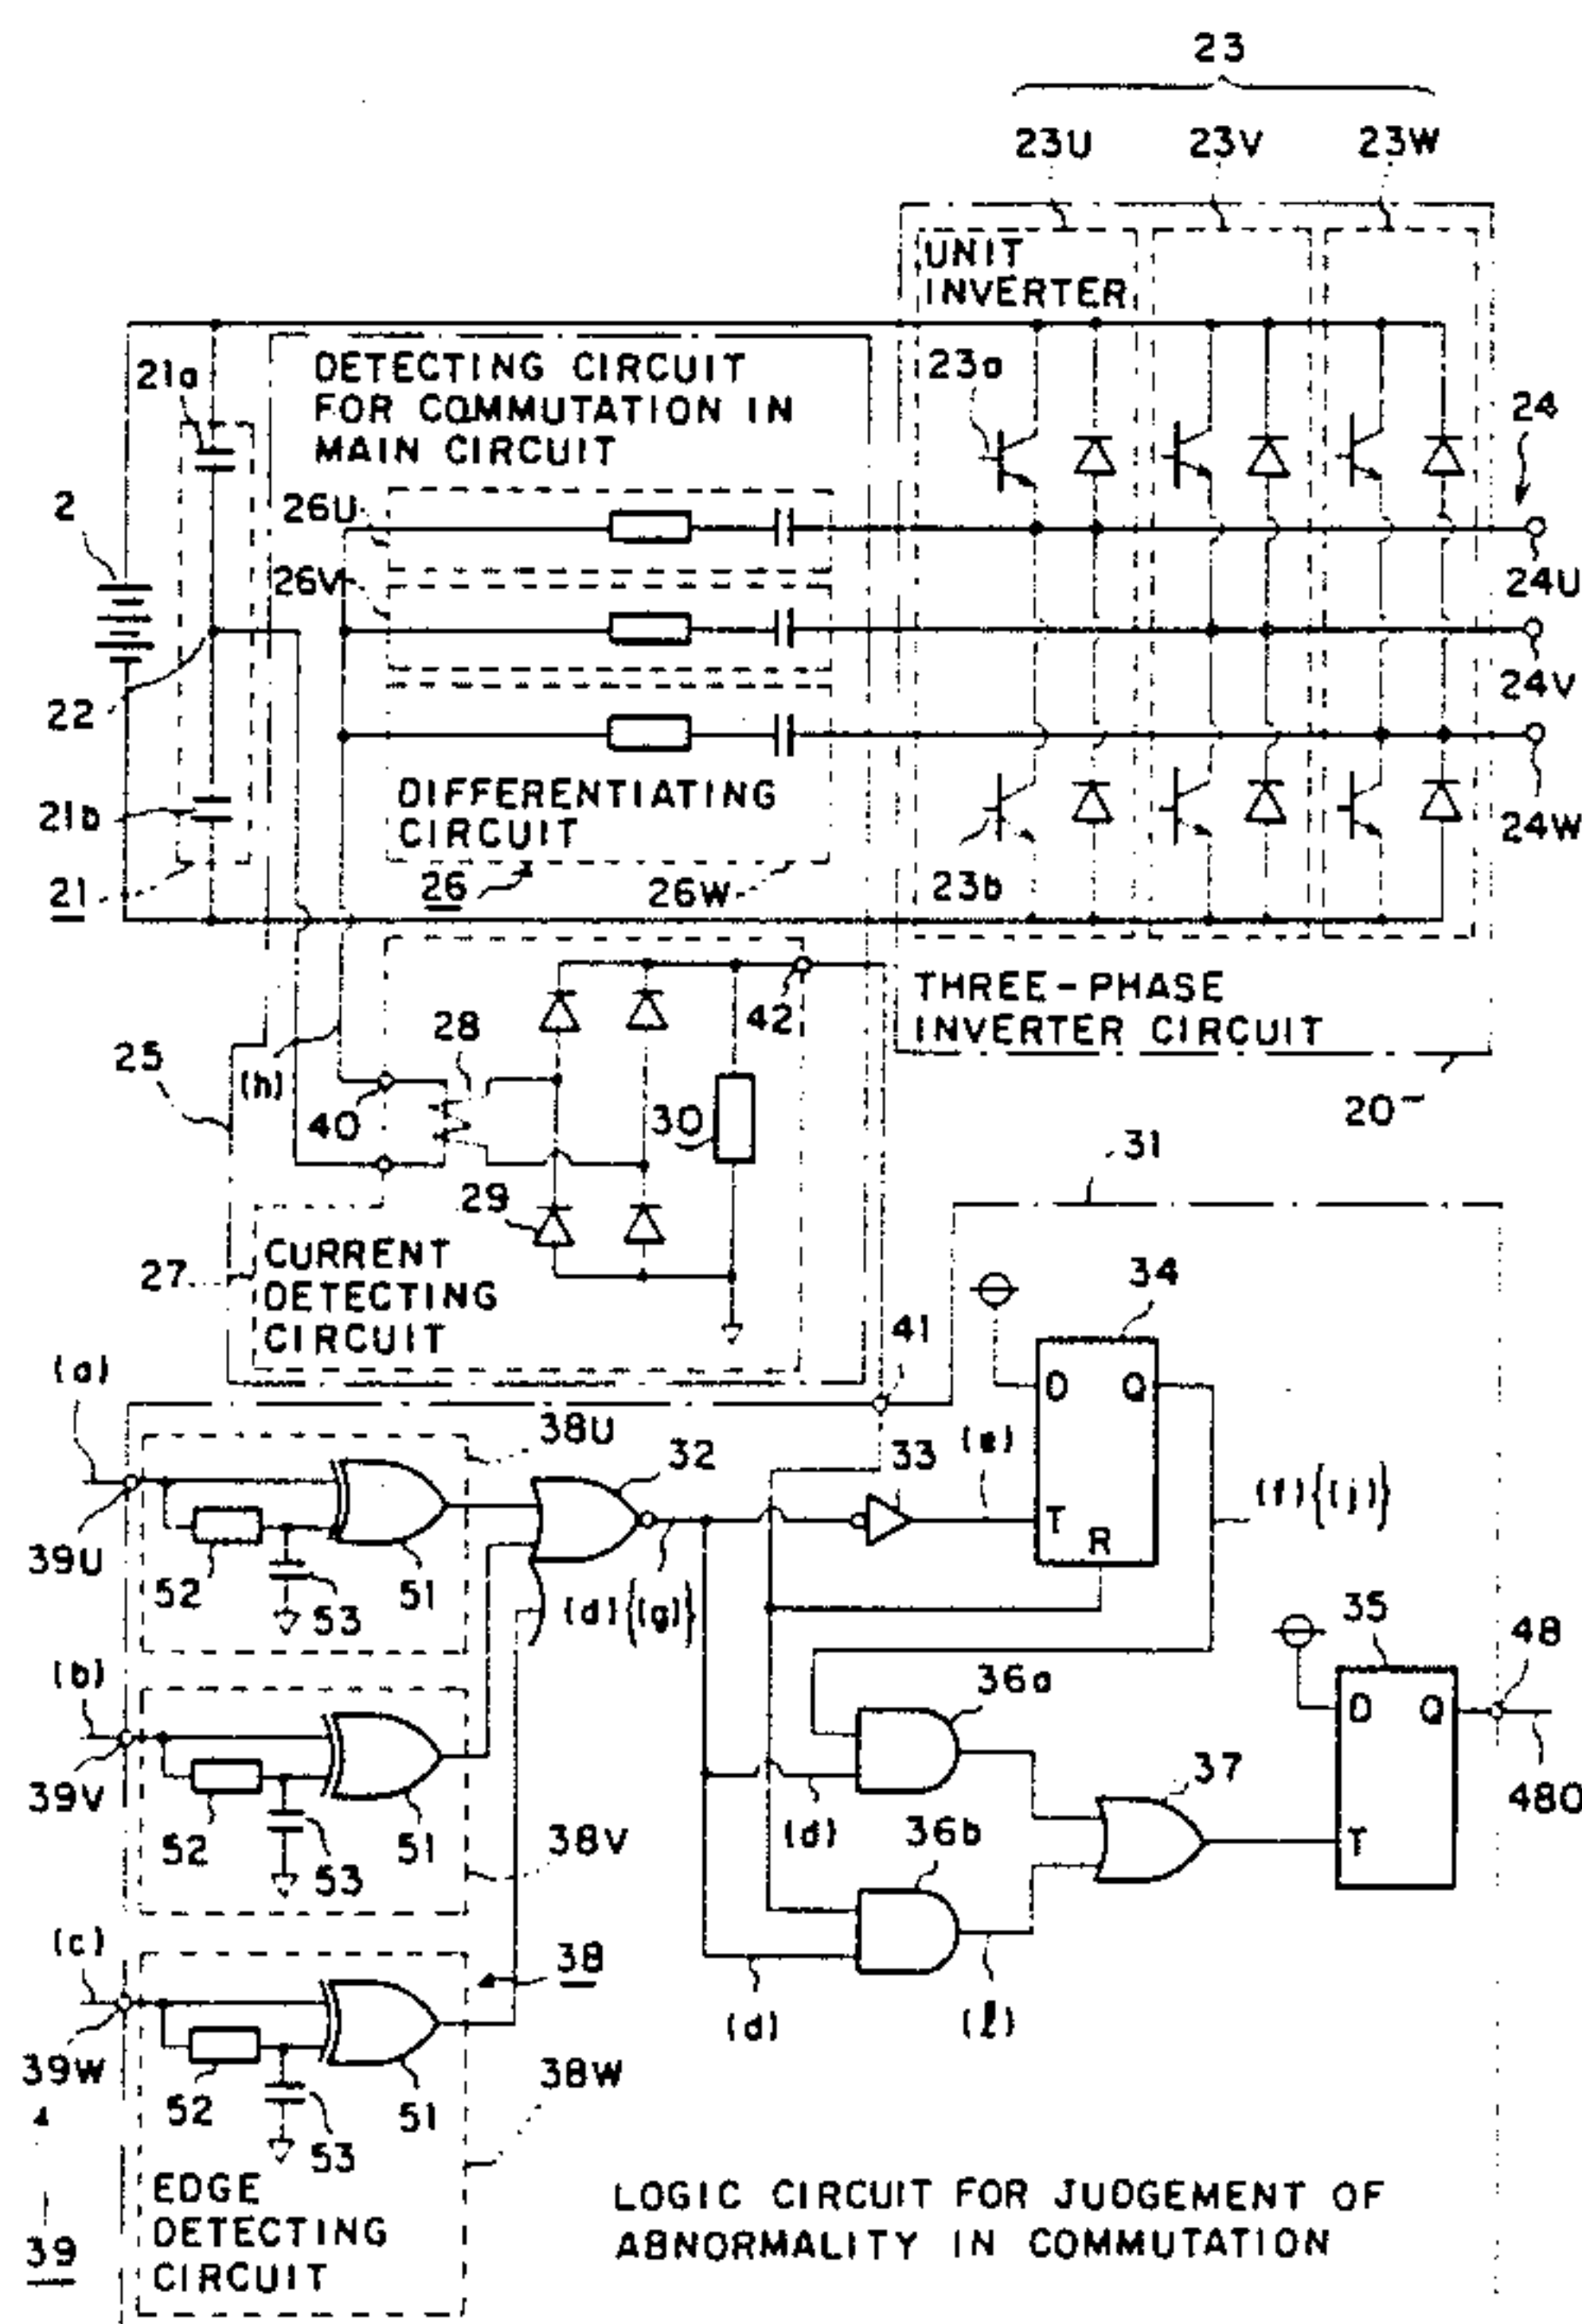 23
23U 23V 23W
UNIT
INVERTER
21a
DETECTING CIRCUIT
FOR COMMUTATION IN
MAIN CIRCUIT
23a
24
2
26U
24U
26V
22
24V
21b
DIFFERENTIATING
CIRCUIT
24W
21
26
26W
23b
THREE-PHASE
INVERTER CIRCUIT
42
28
25
(h)
40
30
20
31
29
CURRENT
DETECTING
CIRCUIT
27
34
41
(a)
D Q
38U
32
33
(e)
(f){(j)}
T
R
39U
52
53
51
(d){(g)}
35
48
(b)
36a
D Q
39V
52
53
51
38V
(d)
36b
37
480
T
(c)
38
(d)
(l)
39W
52
53
51
38W
EDGE
DETECTING
CIRCUIT
39
LOGIC CIRCUIT FOR JUDGEMENT OF
ABNORMALITY IN COMMUTATION